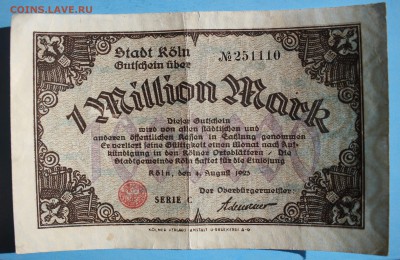 COINS.LAVE.RU
Stadt Köln
Gutschein über
№251110
1 Million Mark
Dieser Gutschein
wird von allen städtischen und
anderen öffentlichen Kassen in Zahlung genommen
Er verliert seine Gültigkeit einen Monat nach Auf-
kündigung in den Kölner Ortsblättern / Die
Stadtgemeinde Köln haftet für die Einlösung
Köln, den 4. August 1923
Der Oberbürgermeister:
SERIE C
Adenauer